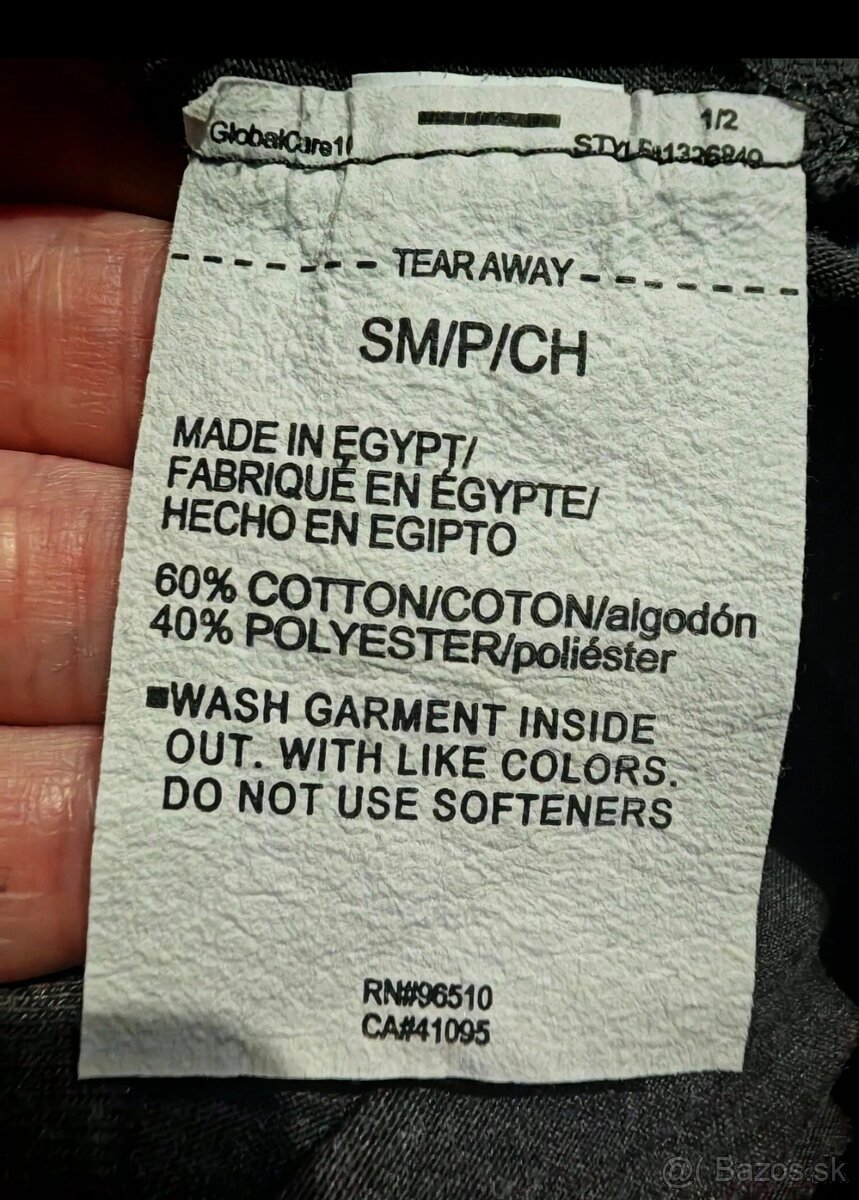 GlobalCare1
1/2
STYLE#1326849
TEAR AWAY
SM/P/CH
MADE IN EGYPT/
FABRIQUÉ EN ÉGYPTE/
HECHO EN EGIPTO
60% COTTON/COTON/algodón
40% POLYESTER/poliéster
WASH GARMENT INSIDE
OUT. WITH LIKE COLORS.
DO NOT USE SOFTENERS
RN#96510
CA#41095
@( Bazos.sk